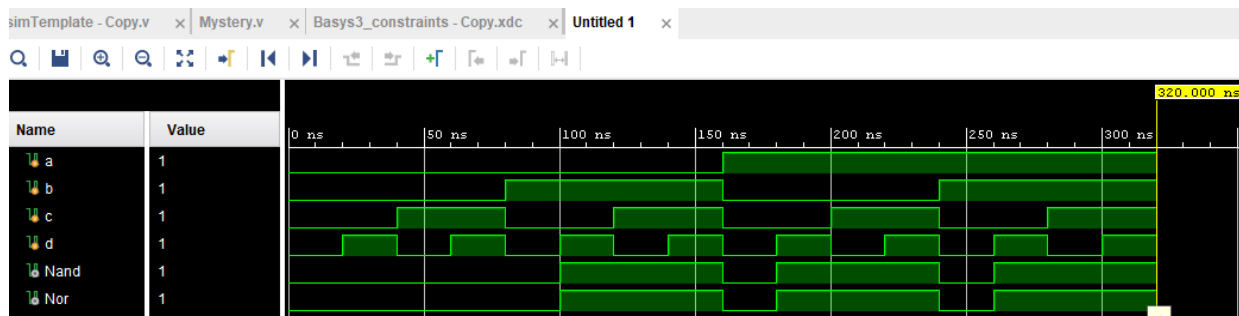 simTemplate - Copy.v × Mystery.v × Basys3_constraints - Copy.xdc × Untitled 1 ×
320.000 ns
Name Value 0 ns 50 ns 100 ns 150 ns 200 ns 250 ns 300 ns
a 1
b 1
c 1
d 1
Nand 1
Nor 1